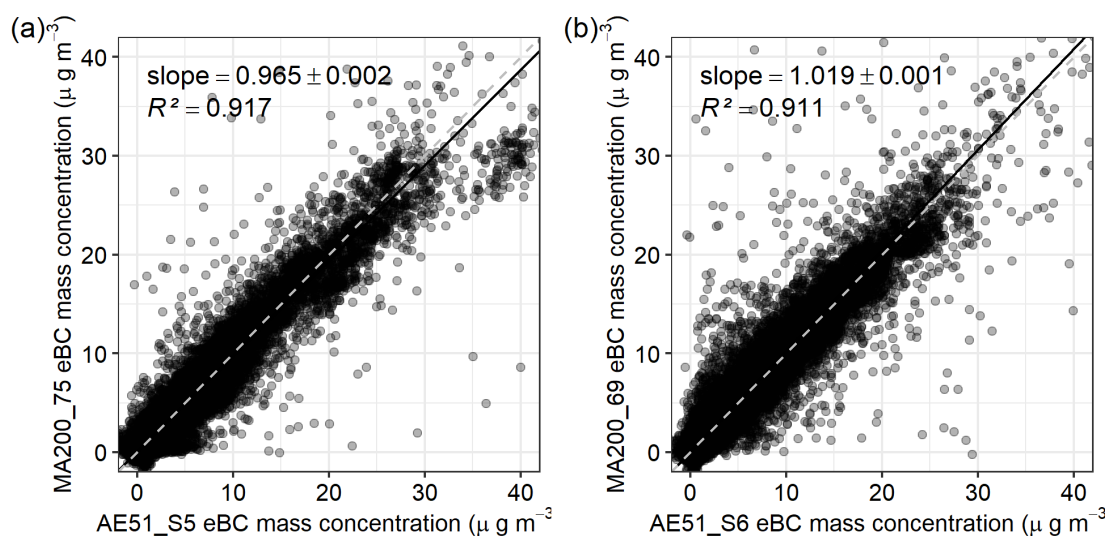 (a)
MA200_75 eBC mass concentration (μ g m⁻³)
40
30
20
10
0
slope = 0.965 ± 0.002
R² = 0.917
0 10 20 30 40
AE51_S5 eBC mass concentration (μ g m⁻³
(b)
MA200_69 eBC mass concentration (μ g m⁻³)
40
30
20
10
0
slope = 1.019 ± 0.001
R² = 0.911
0 10 20 30 40
AE51_S6 eBC mass concentration (μ g m⁻³